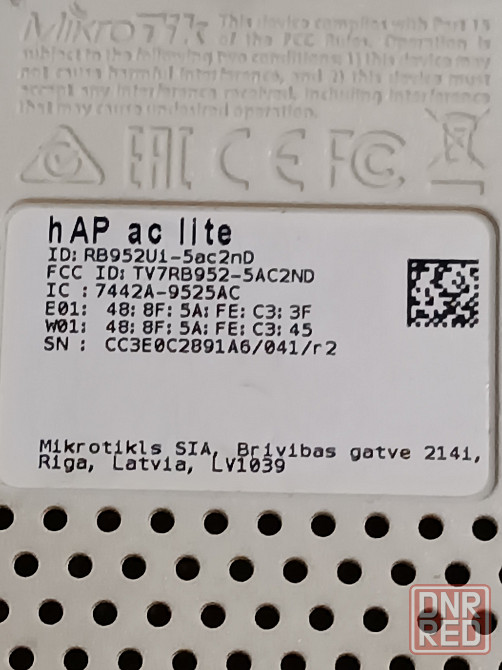 MikroTik
This device complies with Part 15
of the FCC Rules. Operation is
subject to the following two conditions: 1) this device may
not cause harmful interference, and 2) this device must
accept any interference received, including interference
that may cause undesired operation.
EAC CE FC
hAP ac lite
ID: RB952Ui-5ac2nD
FCC ID: TV7RB952-5AC2ND
IC : 7442A-9525AC
E01: 48: 8F: 5A: FE: C3: 3F
W01: 48: 8F: 5A: FE: C3: 45
SN : CC3E0C2891A6/041/r2
Mikrotikls SIA, Brivibas gatve 214i,
Riga, Latvia, LV1039
DNR
RED